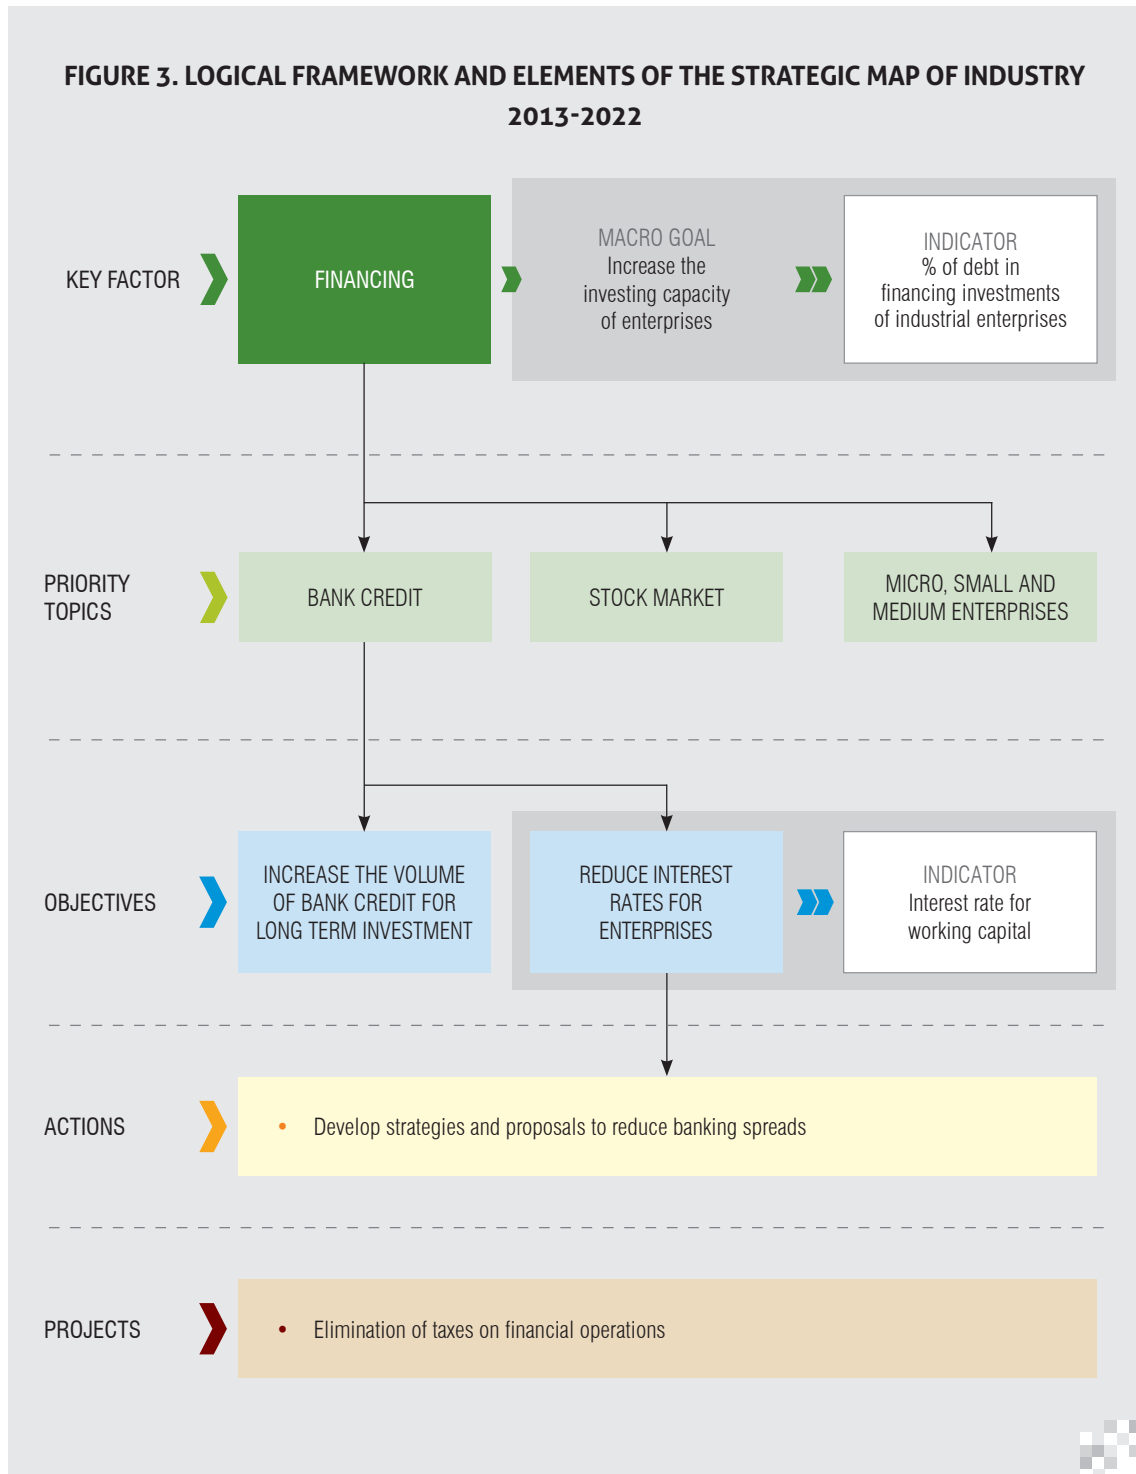 FIGURE 3. LOGICAL FRAMEWORK AND ELEMENTS OF THE STRATEGIC MAP OF INDUSTRY
2013-2022
KEY FACTOR
FINANCING
MACRO GOAL
Increase the
investing capacity
of enterprises
INDICATOR
% of debt in
financing investments
of industrial enterprises
PRIORITY
TOPICS
BANK CREDIT
STOCK MARKET
MICRO, SMALL AND
MEDIUM ENTERPRISES
OBJECTIVES
INCREASE THE VOLUME
OF BANK CREDIT FOR
LONG TERM INVESTMENT
REDUCE INTEREST
RATES FOR
ENTERPRISES
INDICATOR
Interest rate for
working capital
ACTIONS
• Develop strategies and proposals to reduce banking spreads
PROJECTS
• Elimination of taxes on financial operations